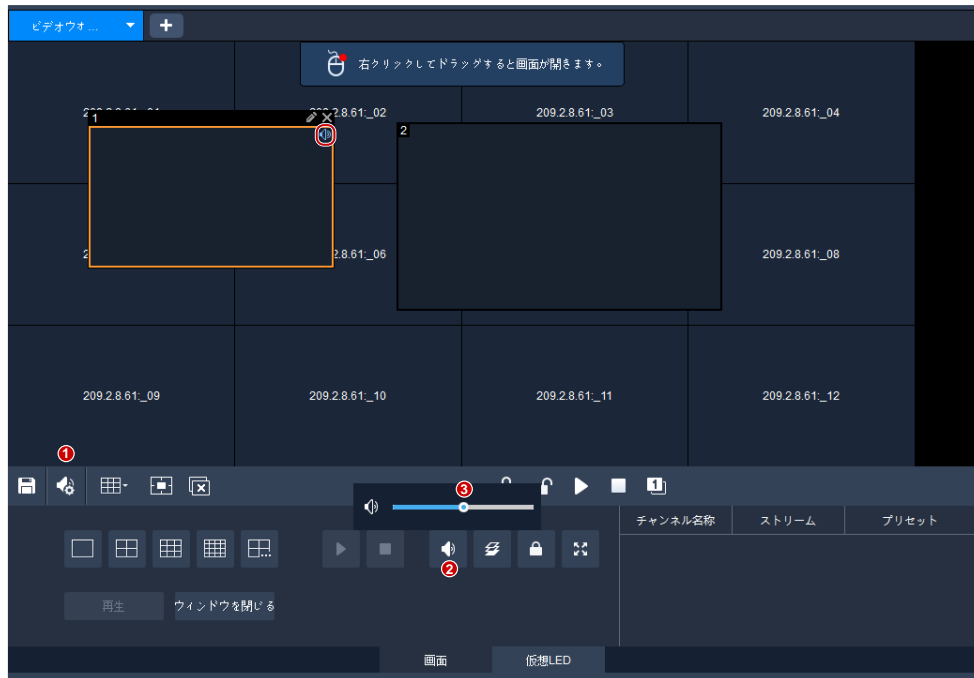 ビデオウォ...
右クリックしてドラッグすると画面が開きます。
2.8.61:_02
209.2.8.61:_03
209.2.8.61:_04
1
2
2.8.61:_06
209.2.8.61:_08
209.2.8.61:_09
209.2.8.61:_10
209.2.8.61:_11
209.2.8.61:_12
1
1
3
チャンネル名称
ストリーム
プリセット
2
再生
ウィンドウを閉じる
画面
仮想LED